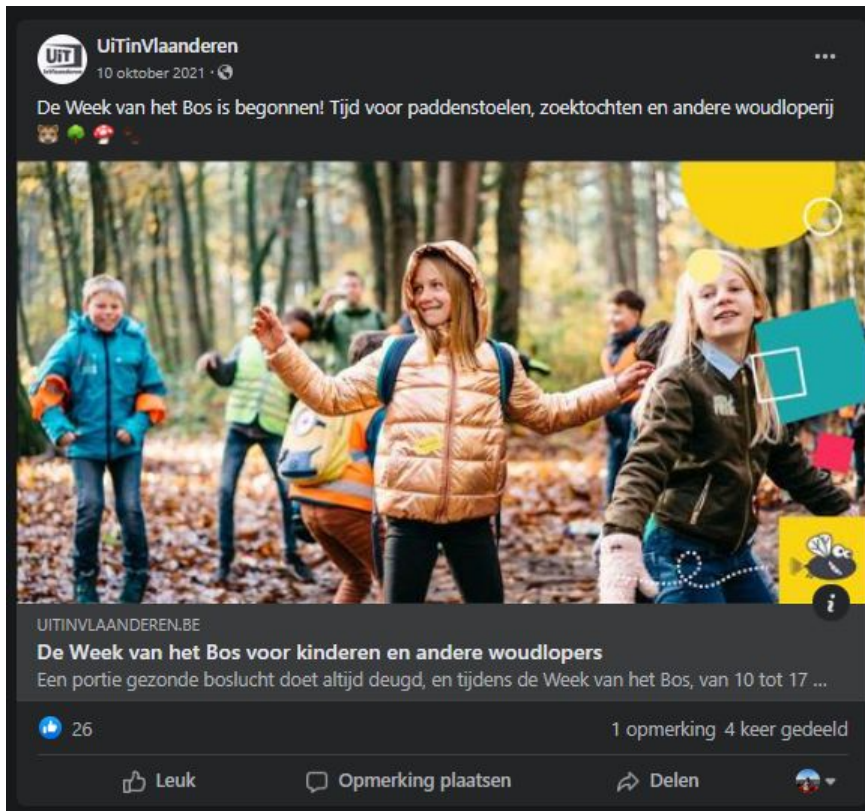 UiT
UiTinVlaanderen
10 oktober 2021 ·
De Week van het Bos is begonnen! Tijd voor paddenstoelen, zoektochten en andere woudloperij
UITINVLAANDEREN.BE
De Week van het Bos voor kinderen en andere woudlopers
Een portie gezonde boslucht doet altijd deugd, en tijdens de Week van het Bos, van 10 tot 17 ...
26
1 opmerking 4 keer gedeeld
Leuk Opmerking plaatsen Delen